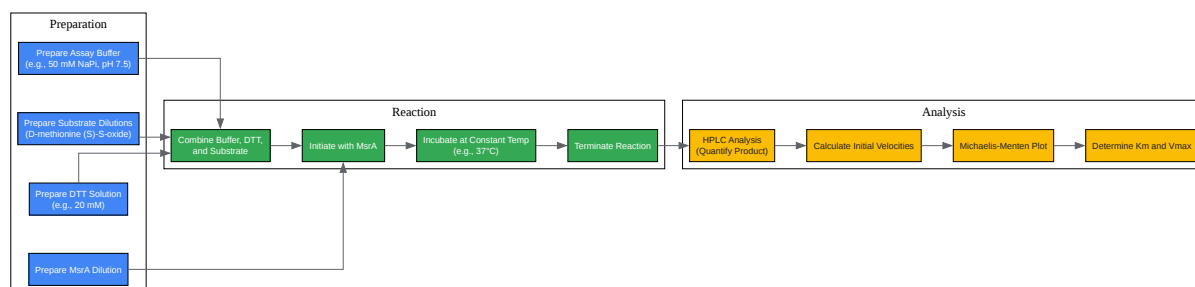 Preparation
Prepare Assay Buffer
(e.g., 50 mM NaPi, pH 7.5)
Prepare Substrate Dilutions
(D-methionine (S)-S-oxide)
Prepare DTT Solution
(e.g., 20 mM)
Prepare MsrA Dilution
Reaction
Combine Buffer, DTT,
and Substrate
Initiate with MsrA
Incubate at Constant Temp
(e.g., 37°C)
Terminate Reaction
Analysis
HPLC Analysis
(Quantify Product)
Calculate Initial Velocities
Michaelis-Menten Plot
Determine Km and Vmax